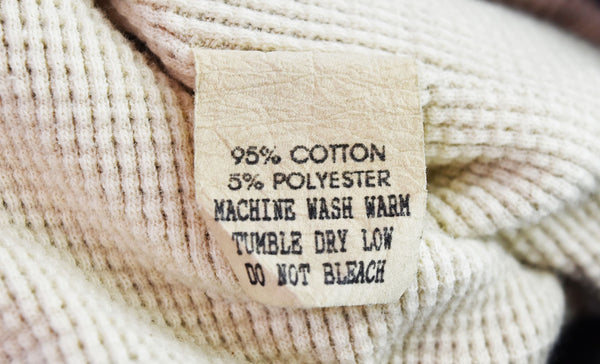 95% COTTON
5% POLYESTER
MACHINE WASH WARM
TUMBLE DRY LOW
DO NOT BLEACH